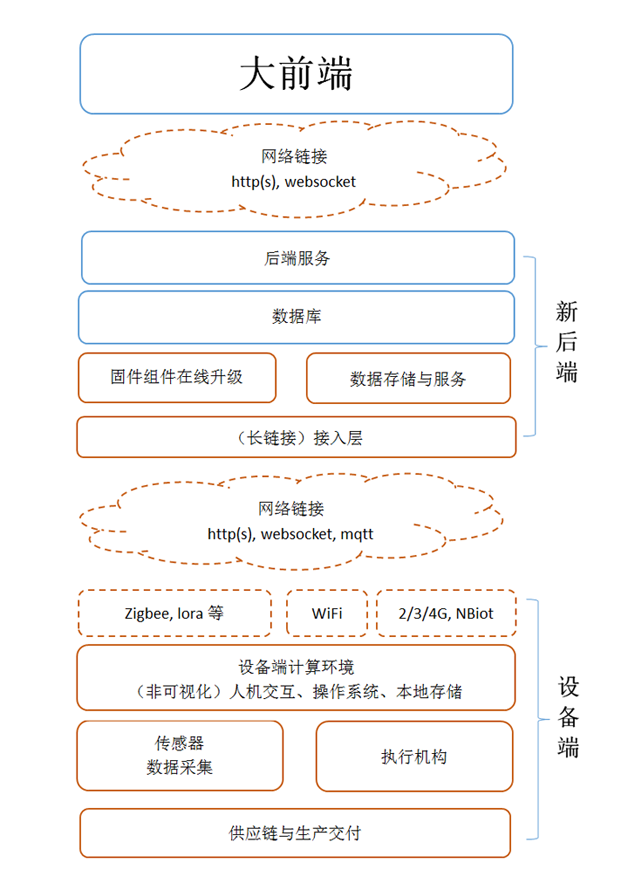 大前端
网络链接
http(s), websocket
后端服务
数据库
固件组件在线升级
数据存储与服务
（长链接）接入层
新后端
网络链接
http(s), websocket, mqtt
Zigbee, lora 等
WiFi
2/3/4G, NBiot
设备端计算环境
（非可视化）人机交互、操作系统、本地存储
传感器
数据采集
执行机构
供应链与生产交付
设备端